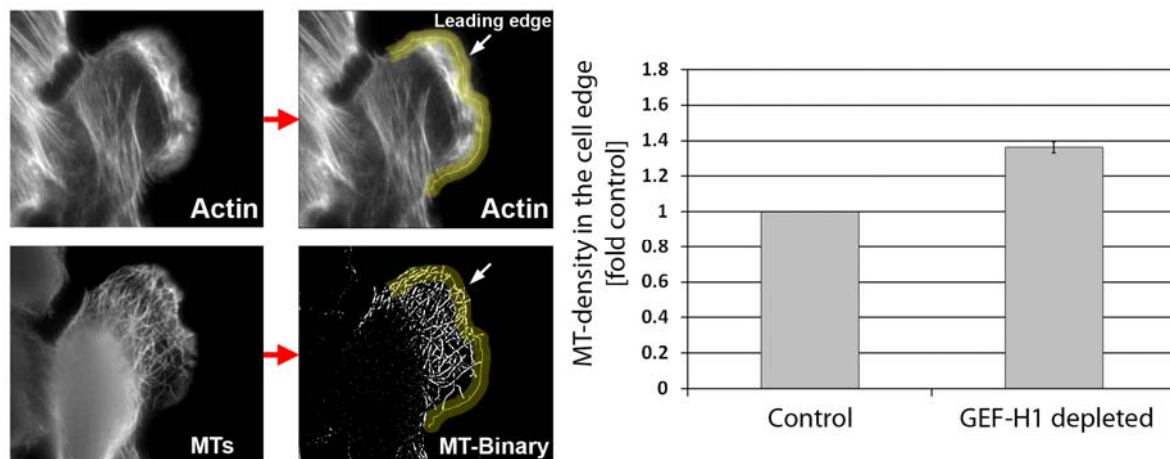 Leading edge
Actin
Actin
MTs
MT-Binary
MT-density in the cell edge
[fold control]
1.8
1.6
1.4
1.2
1
0.8
0.6
0.4
0.2
0
Control
GEF-H1 depleted